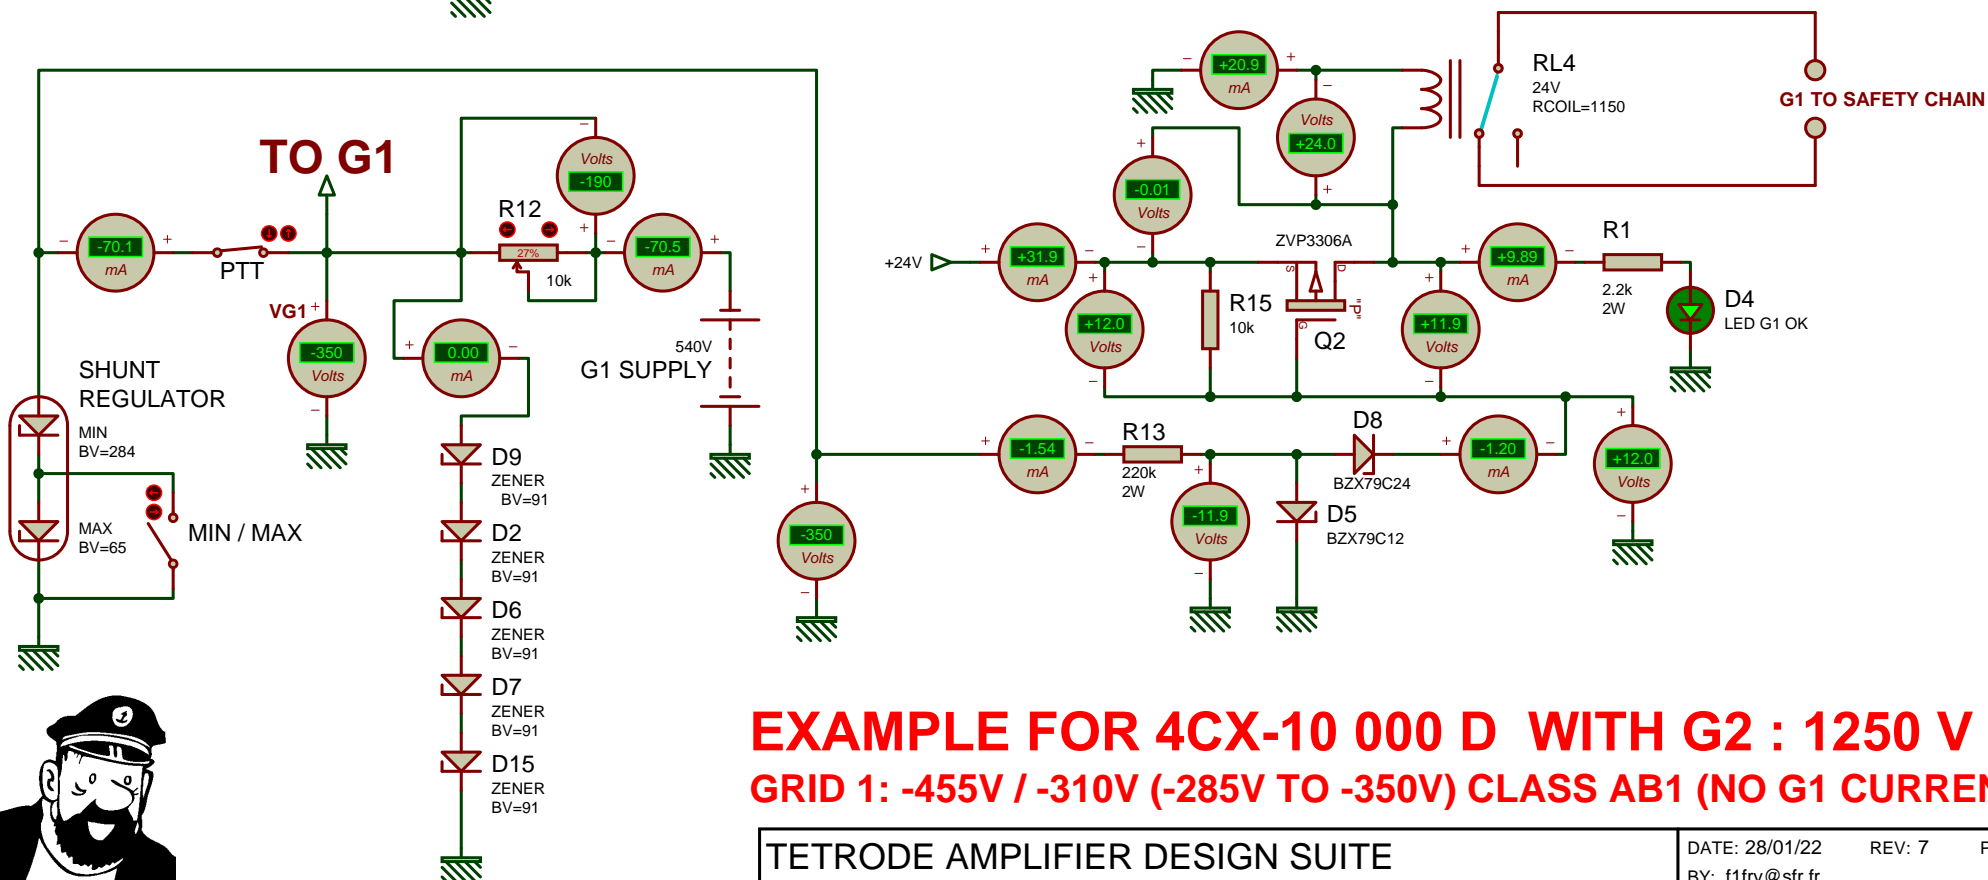 TO G1
R12
27%
10k
Volts
-190
-70.1
mA
PTT
-70.5
mA
VG1
-350
Volts
0.00
mA
540V
G1 SUPPLY
SHUNT
REGULATOR
MIN
BV=284
MAX
BV=65
MIN / MAX
D9
ZENER
BV=91
D2
ZENER
BV=91
D6
ZENER
BV=91
D7
ZENER
BV=91
D15
ZENER
BV=91
-350
Volts
+20.9
mA
Volts
+24.0
-0.01
Volts
RL4
24V
RCOIL=1150
G1 TO SAFETY CHAIN
+24V
+31.9
mA
ZVP3306A
S
D
G
"P"
Q2
+9.89
mA
R1
2.2k
2W
D4
LED G1 OK
+12.0
Volts
R15
10k
+11.9
Volts
-1.54
mA
R13
220k
2W
D8
BZX79C24
-1.20
mA
+12.0
Volts
-11.9
Volts
D5
BZX79C12
EXAMPLE FOR 4CX-10 000 D WITH G2 : 1250 V
GRID 1: -455V / -310V (-285V TO -350V) CLASS AB1 (NO G1 CURREN
TETRODE AMPLIFIER DESIGN SUITE
DATE: 28/01/22 REV: 7 P
BY: f1fry@sfr.fr